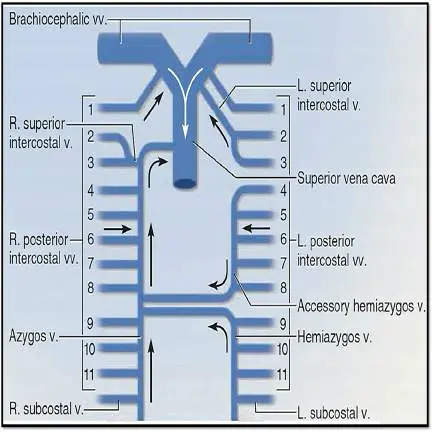 Brachiocephalic vv.
L. superior
intercostal v.
R. superior
intercostal v.
Superior vena cava
R. posterior
intercostal vv.
L. posterior
intercostal vv.
Accessory hemiazygos v.
Azygos v.
Hemiazygos v.
R. subcostal v.
L. subcostal v.
1
2
3
4
5
6
7
8
9
10
11
1
2
3
4
5
6
7
8
9
10
11